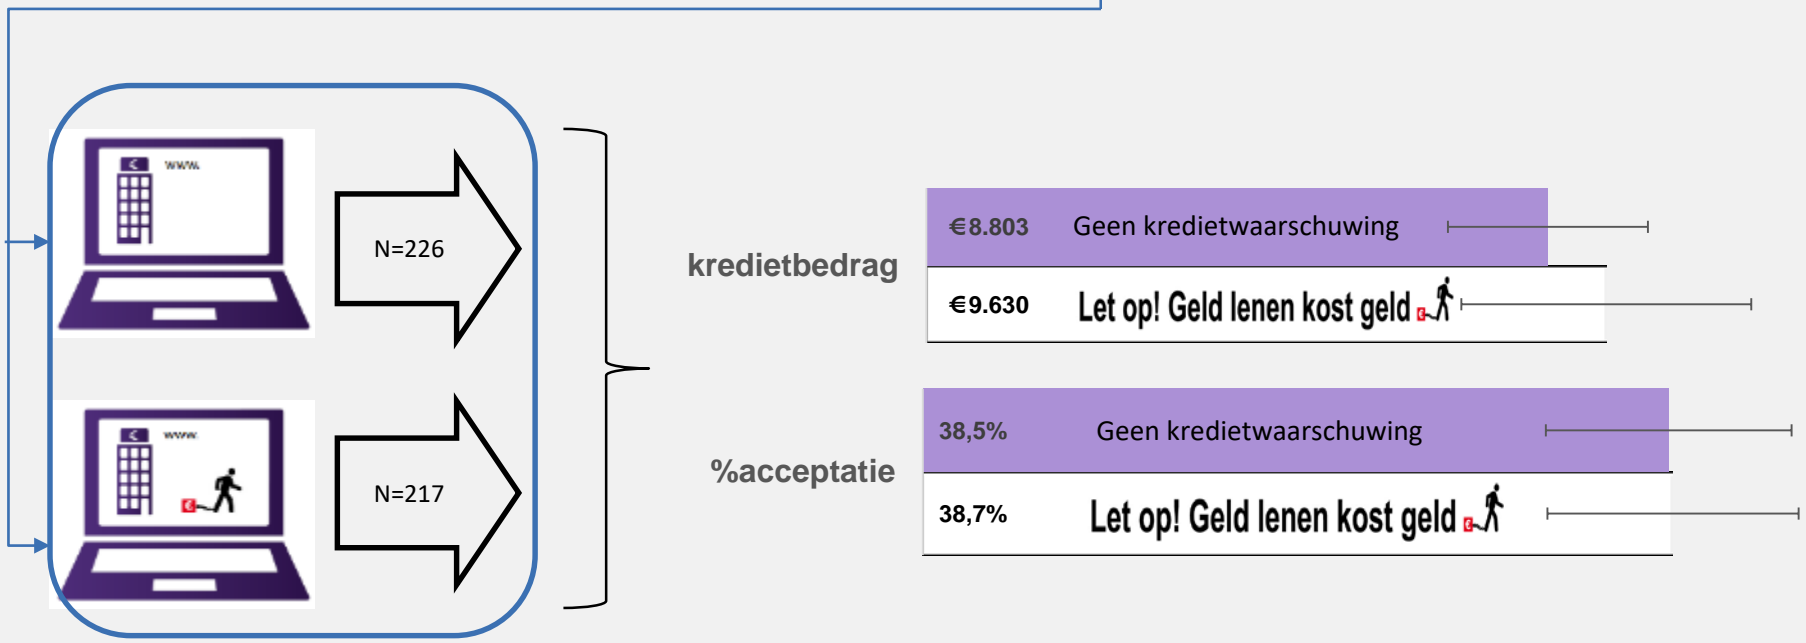 www.
N=226
www.
N=217
kredietbedrag
€8.803 Geen kredietwaarschuwing
€9.630 Let op! Geld lenen kost geld €
%acceptatie
38,5% Geen kredietwaarschuwing
38,7% Let op! Geld lenen kost geld €